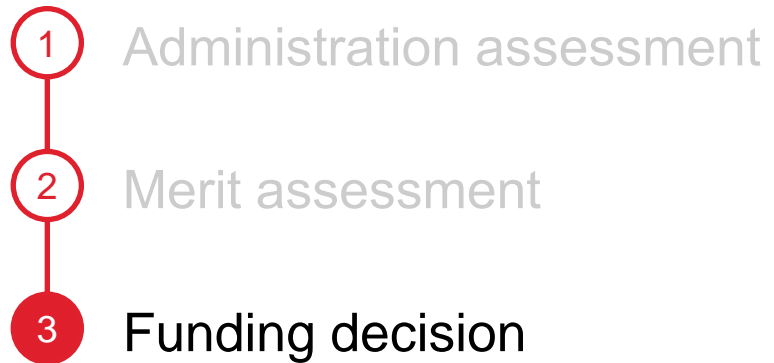 1 Administration assessment
2 Merit assessment
3 Funding decision